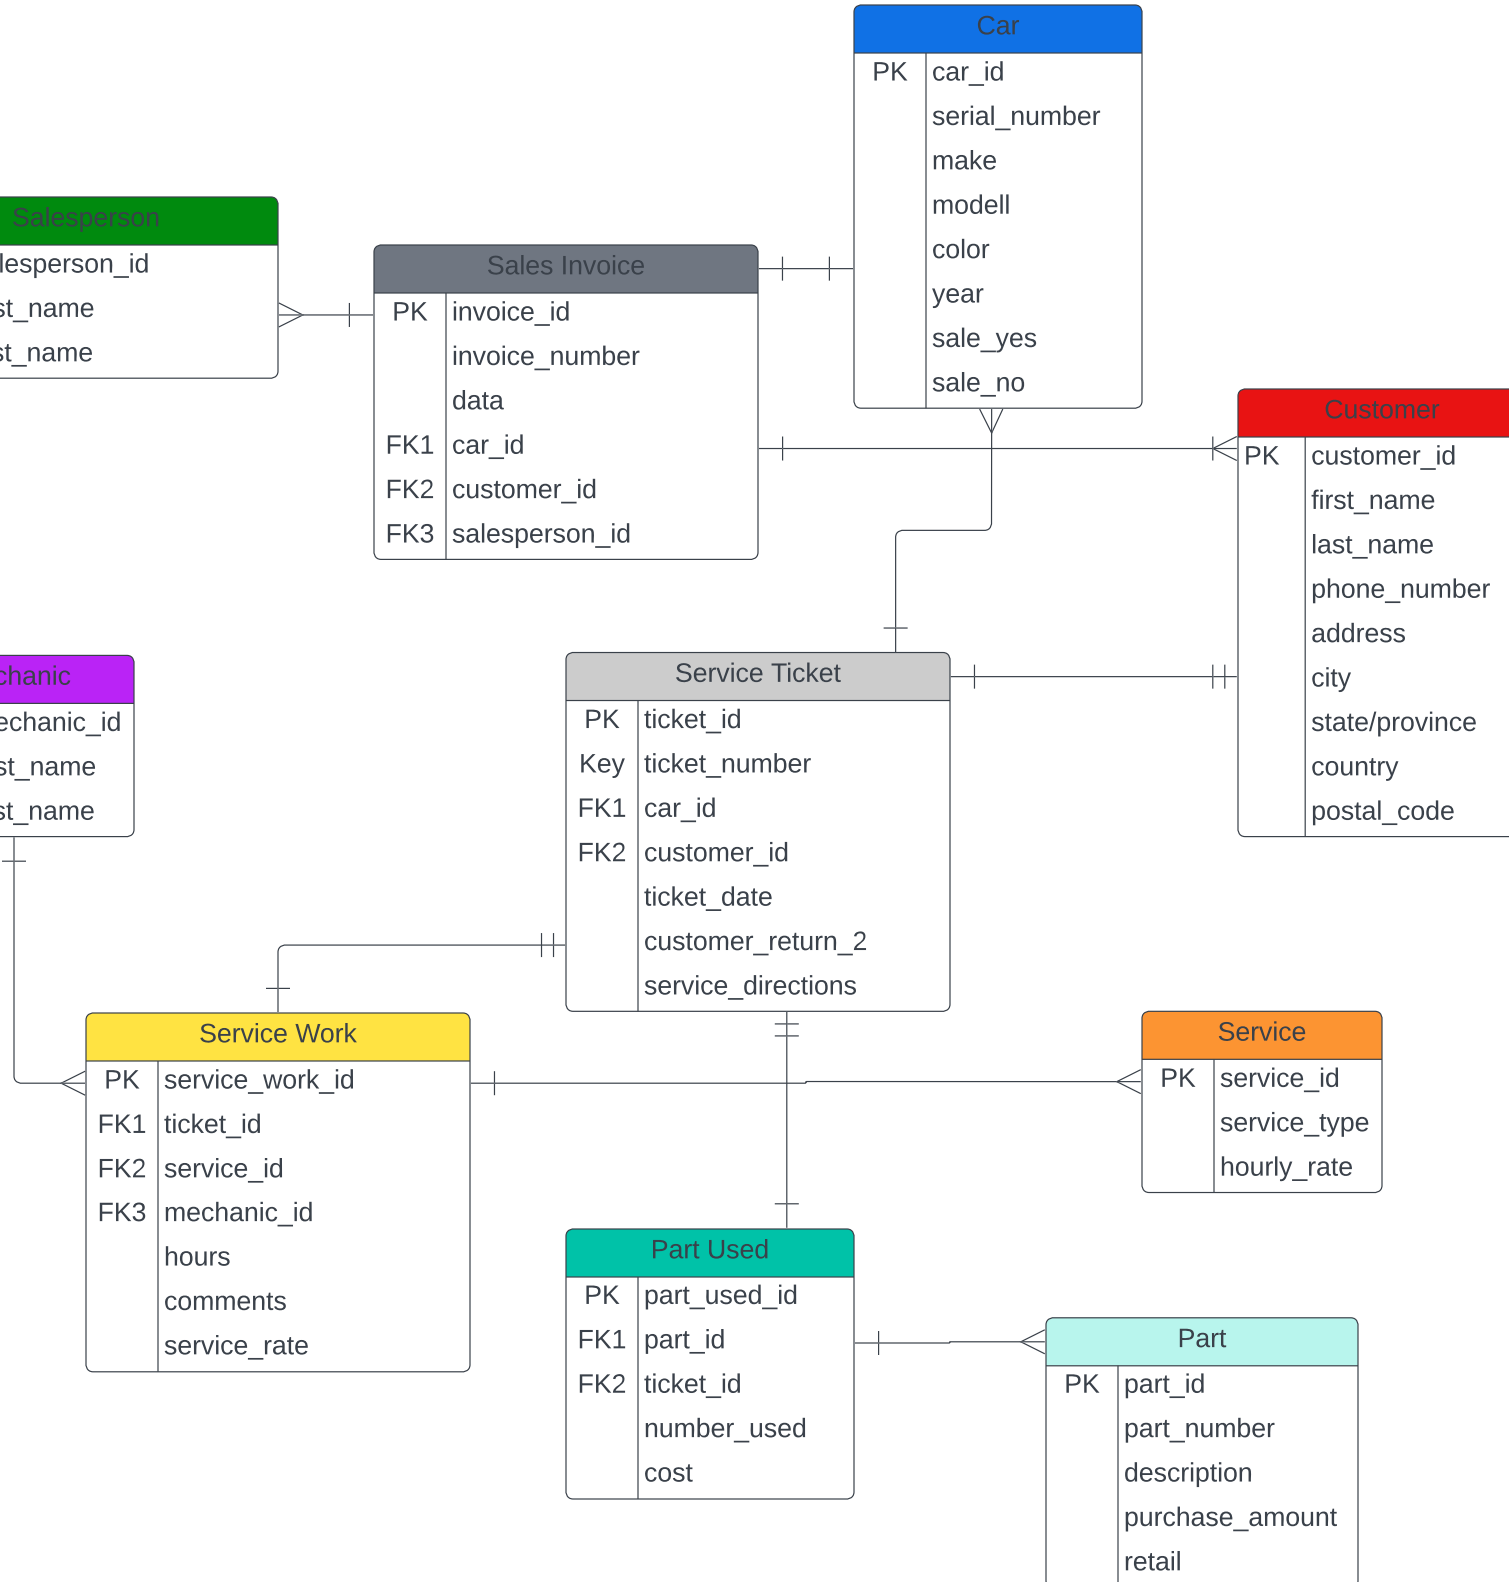 Car
PK car_id
serial_number
make
modell
color
year
sale_yes
sale_no
Salesperson
lesperson_id
st_name
st_name
Sales Invoice
PK invoice_id
invoice_number
data
FK1 car_id
FK2 customer_id
FK3 salesperson_id
Customer
PK customer_id
first_name
last_name
phone_number
address
city
state/province
country
postal_code
chanic
echanic_id
st_name
st_name
Service Ticket
PK ticket_id
Key ticket_number
FK1 car_id
FK2 customer_id
ticket_date
customer_return_2
service_directions
Service Work
PK service_work_id
FK1 ticket_id
FK2 service_id
FK3 mechanic_id
hours
comments
service_rate
Service
PK service_id
service_type
hourly_rate
Part Used
PK part_used_id
FK1 part_id
FK2 ticket_id
number_used
cost
Part
PK part_id
part_number
description
purchase_amount
retail